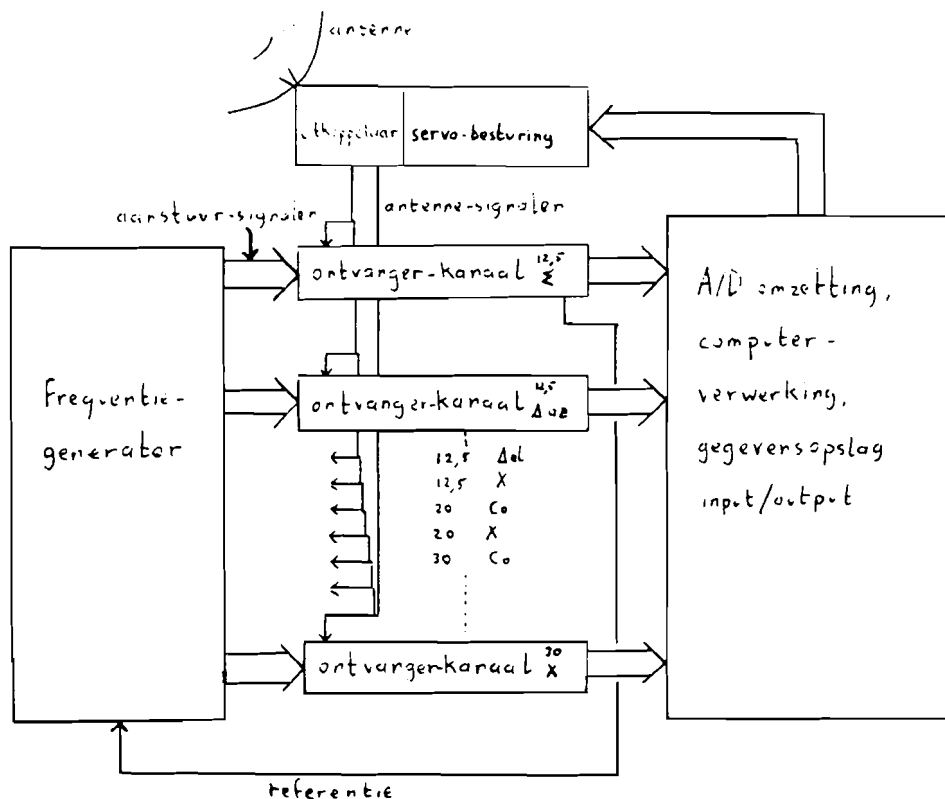 antenne
servo-besturing
aanstuur-signalen
antenne-signalen
ontvanger-kanaal 12,5 Σ
A/D omzetting,
computer-
verwerking,
gegevensopslag
input/output
Frequentie-
generator
ontvanger-kanaal 12,5 Δaz
12,5 Δel
12,5 X
20 Co
20 X
30 Co
ontvanger-kanaal 30 X
referentie